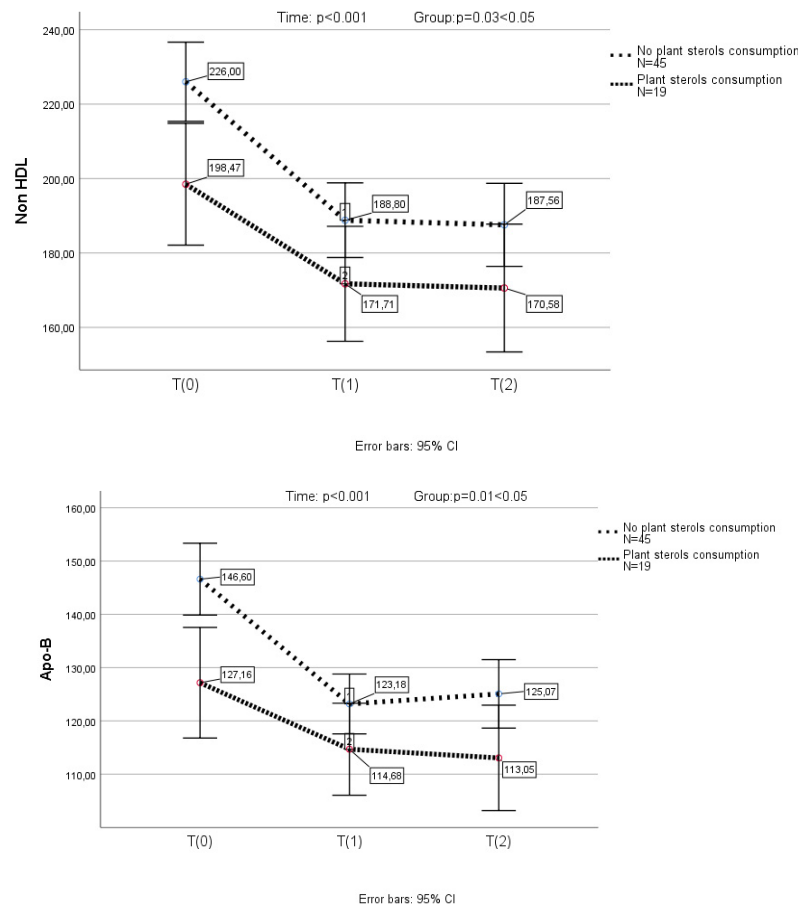 Time: p<0.001 Group:p=0.03<0.05
240,00
220,00
200,00
180,00
160,00
Non HDL
226,00
198,47
1
188,80
2
171,71
187,56
170,58
T(0) T(1) T(2)
No plant sterols consumption
N=45
Plant sterols consumption
N=19
Error bars: 95% CI
Time: p<0.001 Group:p=0.01<0.05
160,00
150,00
140,00
130,00
120,00
110,00
Apo-B
146,60
127,16
1
123,18
2
114,68
125,07
113,05
T(0) T(1) T(2)
No plant sterols consumption
N=45
Plant sterols consumption
N=19
Error bars: 95% CI